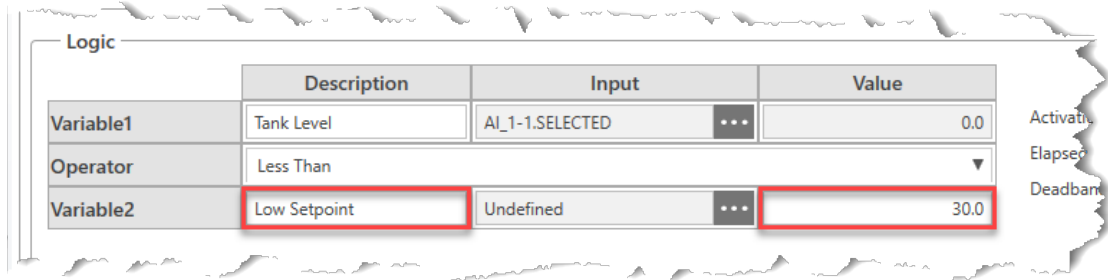 Logic
Description Input Value
Variable1 Tank Level AI_1-1.SELECTED ••• 0.0
Operator Less Than ▼
Variable2 Low Setpoint Undefined ••• 30.0
Elapsed